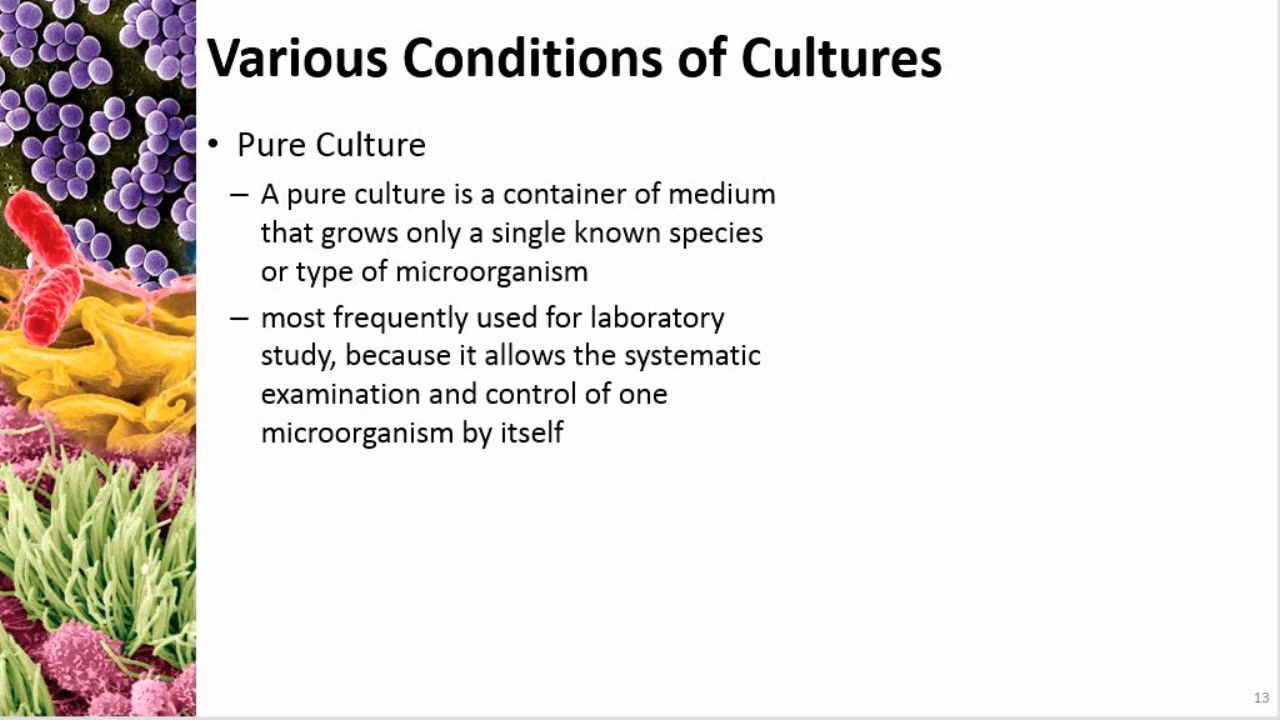 Various Conditions of Cultures
• Pure Culture
– A pure culture is a container of medium
that grows only a single known species
or type of microorganism
– most frequently used for laboratory
study, because it allows the systematic
examination and control of one
microorganism by itself
13